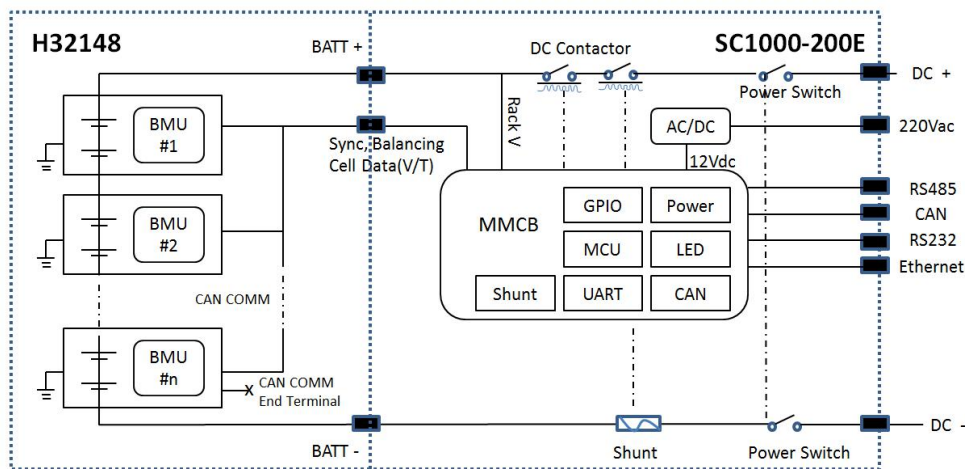 H32148
BATT +
DC Contactor
SC1000-200E
DC +
Power Switch
Rack V
BMU
#1
AC/DC
220Vac
Sync, Balancing
Cell Data(V/T)
12Vdc
RS485
CAN
RS232
Ethernet
BMU
#2
MMCB
GPIO
Power
MCU
LED
Shunt
UART
CAN
CAN COMM
BMU
#n
X
CAN COMM
End Terminal
BATT -
Shunt
Power Switch
DC -